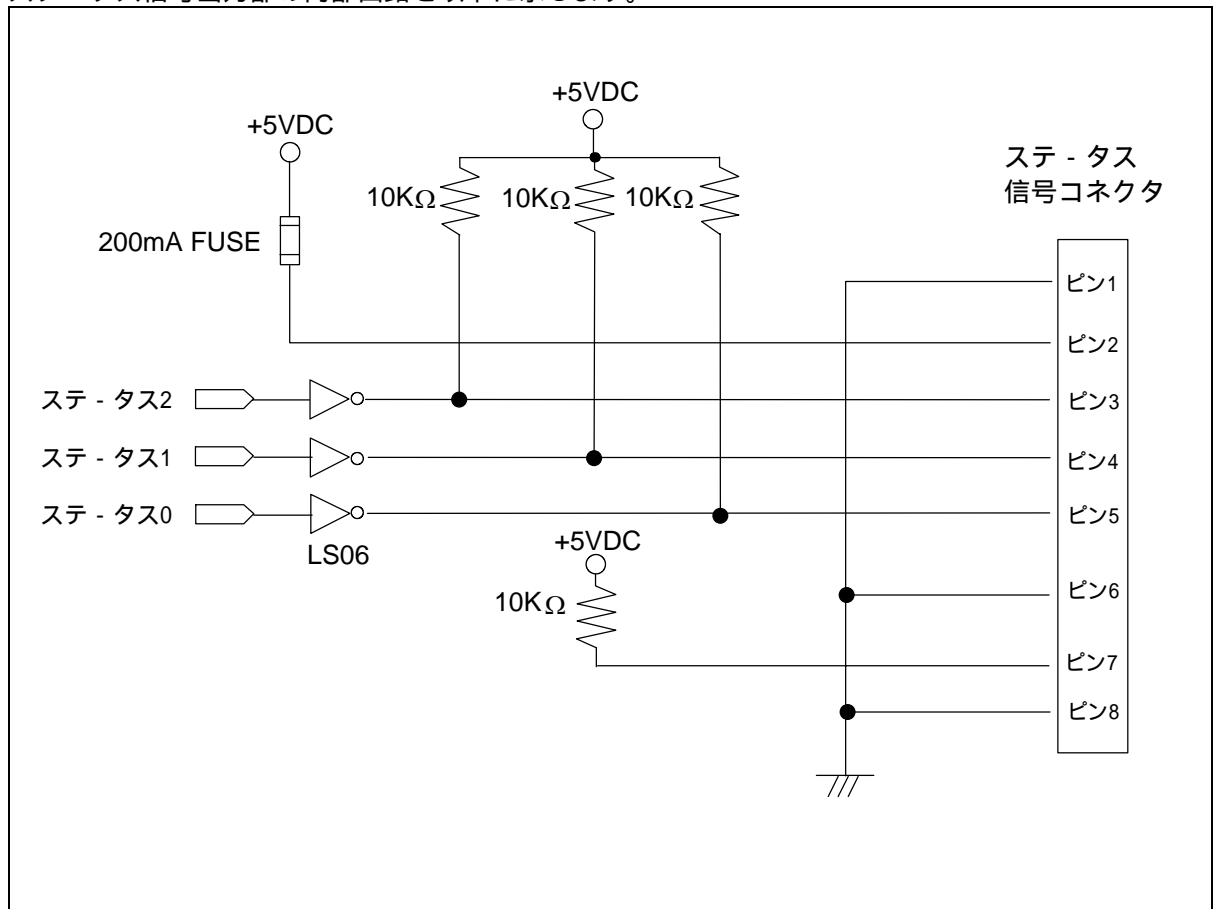 +5VDC
+5VDC
ステ - タス
信号コネクタ
10KΩ
10KΩ
10KΩ
200mA FUSE
ピン1
ピン2
ステ - タス2
ピン3
ステ - タス1
ピン4
ステ - タス0
ピン5
LS06
+5VDC
10KΩ
ピン6
ピン7
ピン8